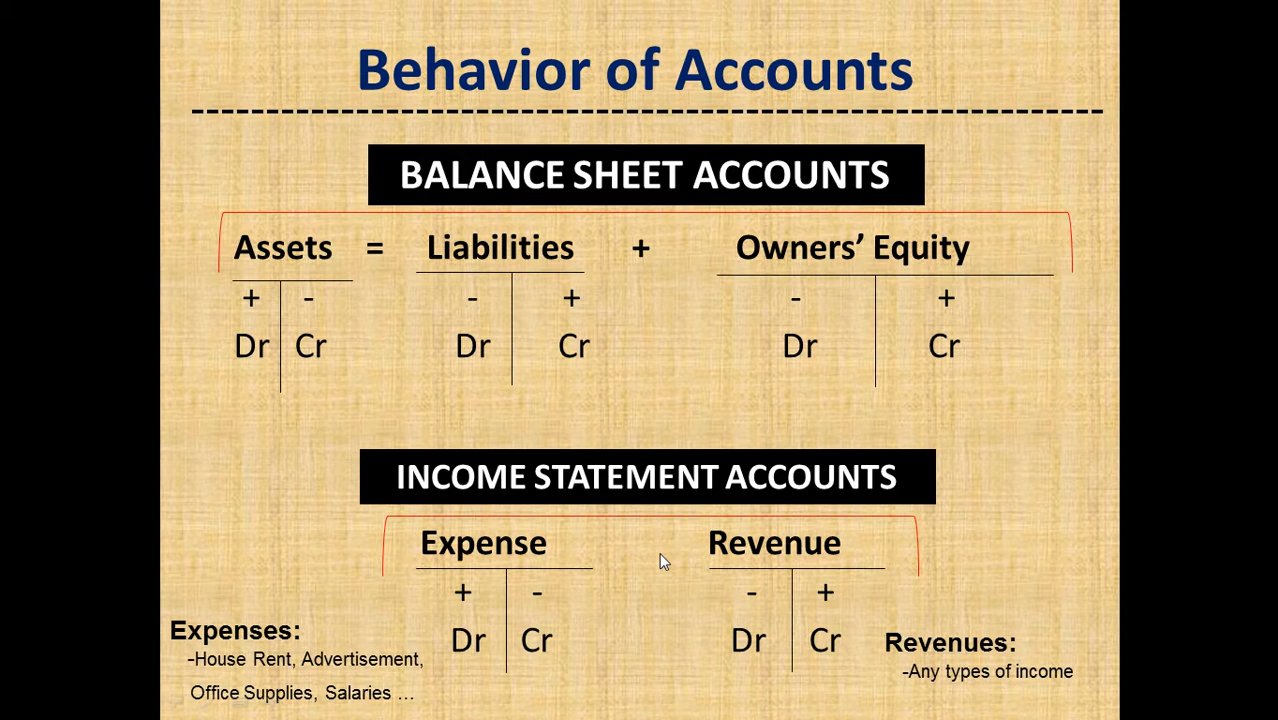 Behavior of Accounts
BALANCE SHEET ACCOUNTS
Assets = Liabilities + Owners’ Equity
+ - - + - +
Dr Cr Dr Cr Dr Cr
INCOME STATEMENT ACCOUNTS
Expense Revenue
+ - - +
Dr Cr Dr Cr
Expenses:
-House Rent, Advertisement,
Office Supplies, Salaries ...
Revenues:
-Any types of income